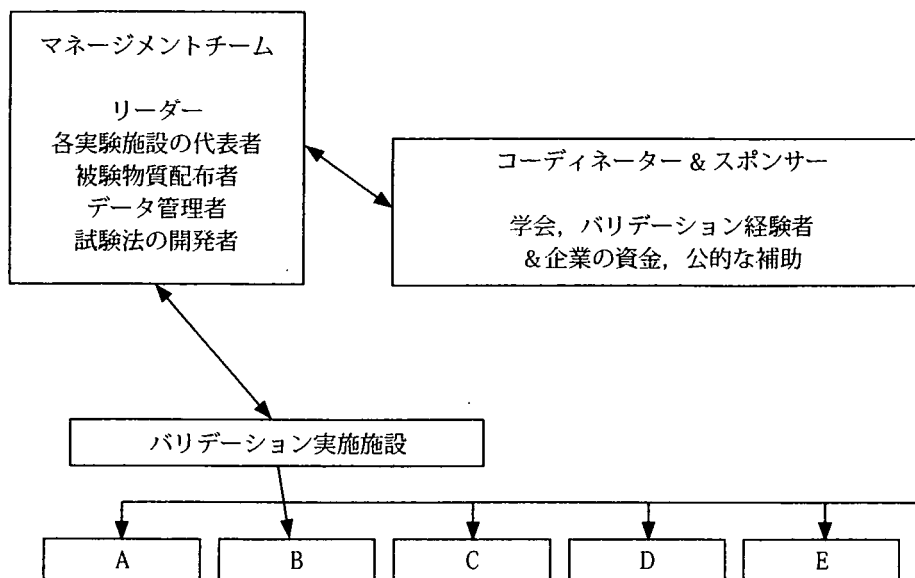 マネージメントチーム
リーダー
各実験施設の代表者
被験物質配布者
データ管理者
試験法の開発者
コーディネーター & スポンサー
学会，バリデーション経験者
&企業の資金，公的な補助
バリデーション実施施設
A
B
C
D
E